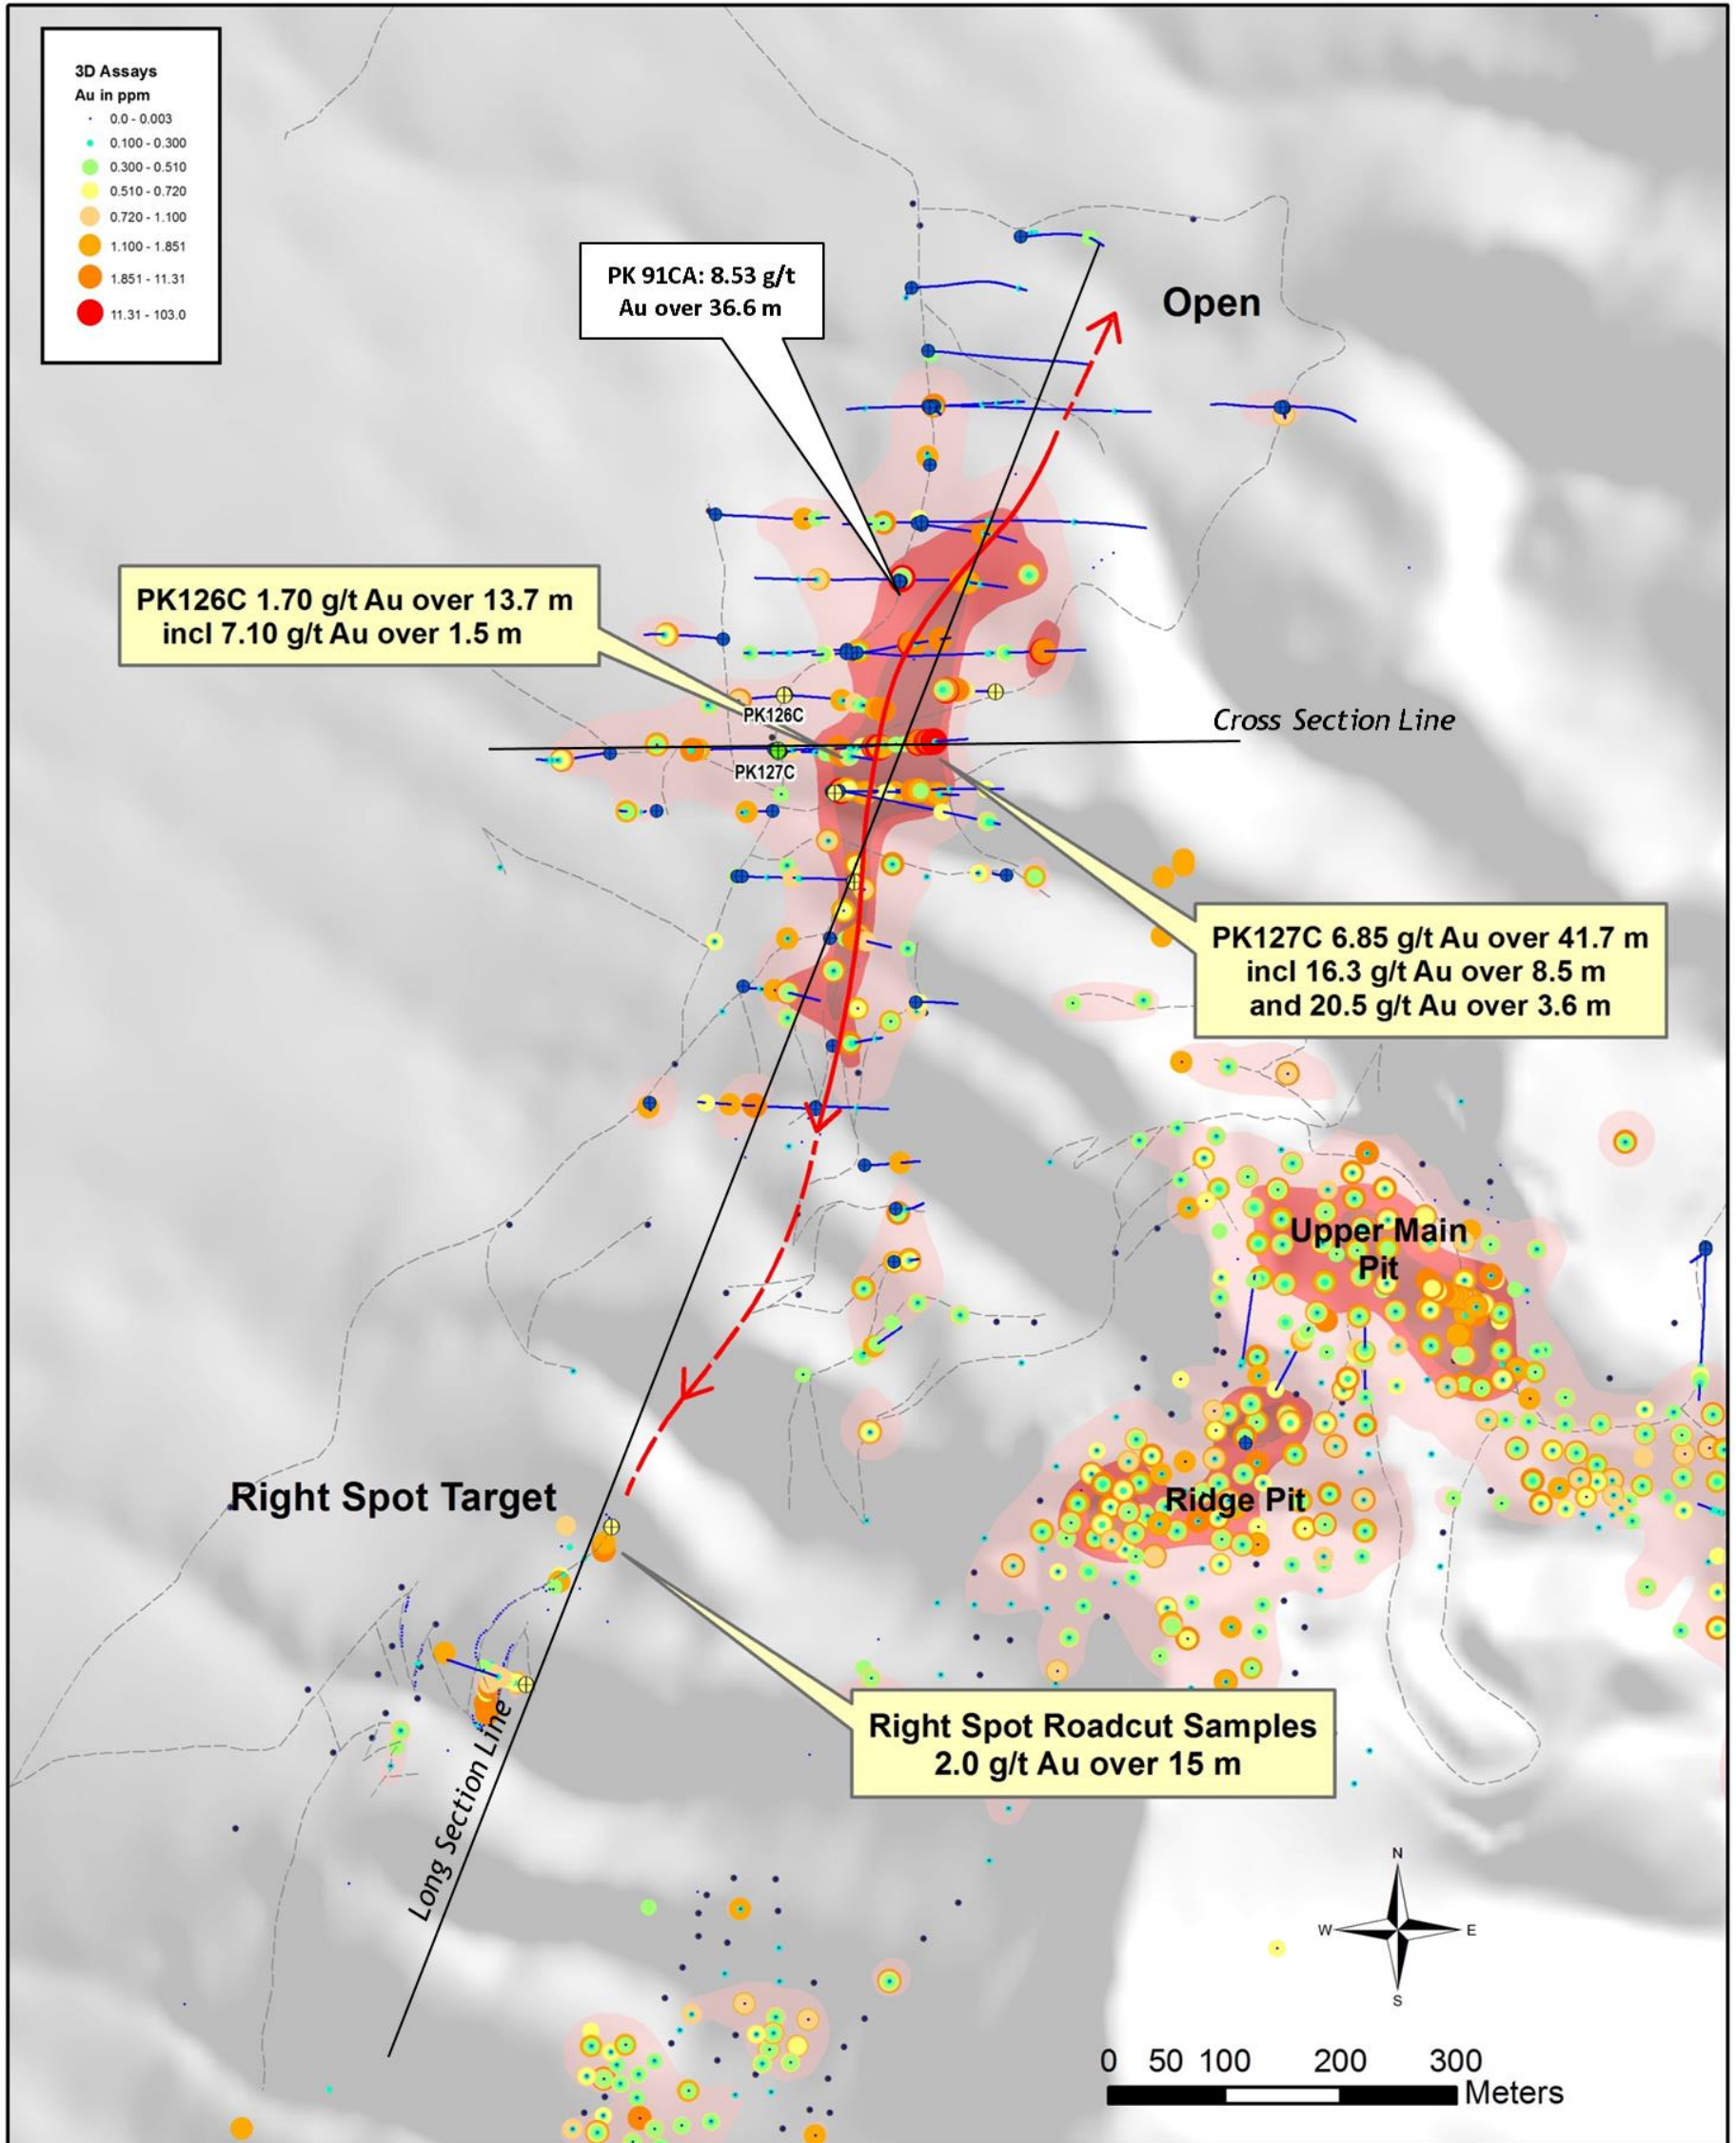 3D Assays
Au in ppm
0.0 - 0.003
0.100 - 0.300
0.300 - 0.510
0.510 - 0.720
0.720 - 1.100
1.100 - 1.851
1.851 - 11.31
11.31 - 103.0
PK 91CA: 8.53 g/t
Au over 36.6 m
Open
PK126C 1.70 g/t Au over 13.7 m
incl 7.10 g/t Au over 1.5 m
PK126C
Cross Section Line
PK127C
PK127C 6.85 g/t Au over 41.7 m
incl 16.3 g/t Au over 8.5 m
and 20.5 g/t Au over 3.6 m
Upper Main
Pit
Right Spot Target
Ridge Pit
Right Spot Roadcut Samples
2.0 g/t Au over 15 m
Long Section Line
N
W E
S
0 50 100 200 300
Meters